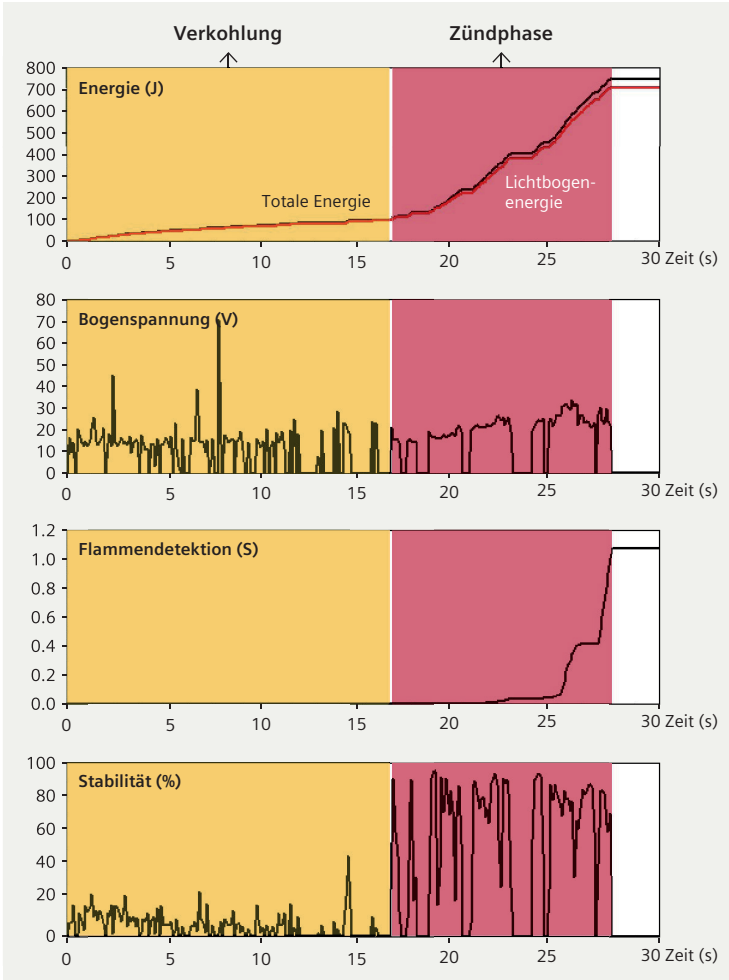 Verkohlung Zündphase
800
Energie (J)
700
600
500
400
300
200
100
0
Totale Energie
Lichtbogen-
energie
0 5 10 15 20 25 30 Zeit (s)
80
Bogenspannung (V)
70
60
50
40
30
20
10
0
0 5 10 15 20 25 30 Zeit (s)
1.2
Flammendetektion (S)
1.0
0.8
0.6
0.4
0.2
0.0
0 5 10 15 20 25 30 Zeit (s)
100
Stabilität (%)
80
60
40
20
0
0 5 10 15 20 25 30 Zeit (s)